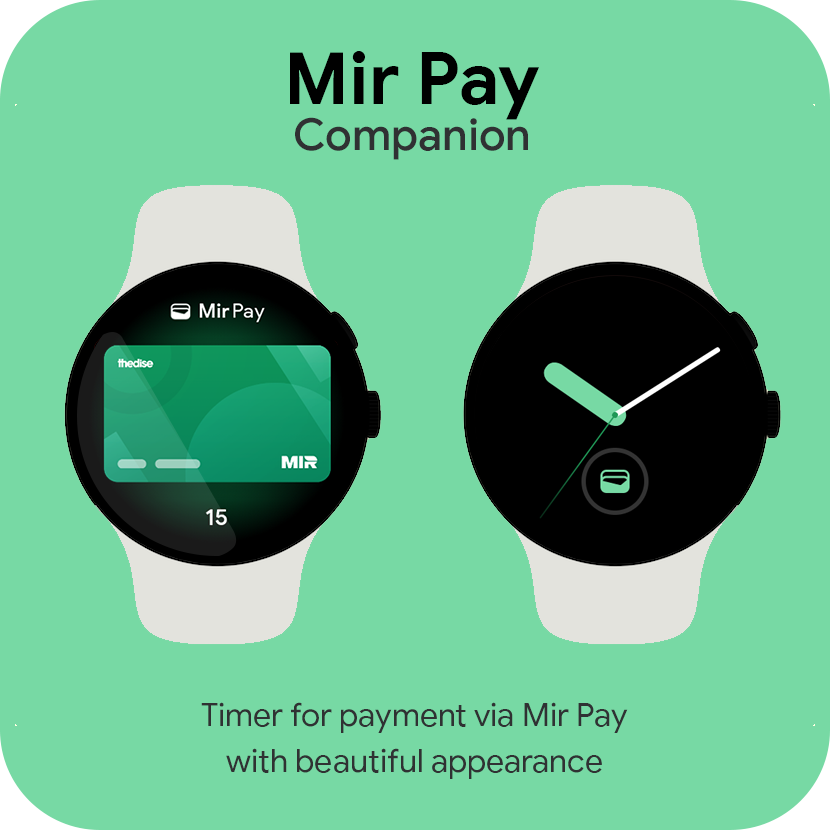 Mir Pay
Companion
Mir Pay
thedise
MIR
15
Timer for payment via Mir Pay
with beautiful appearance